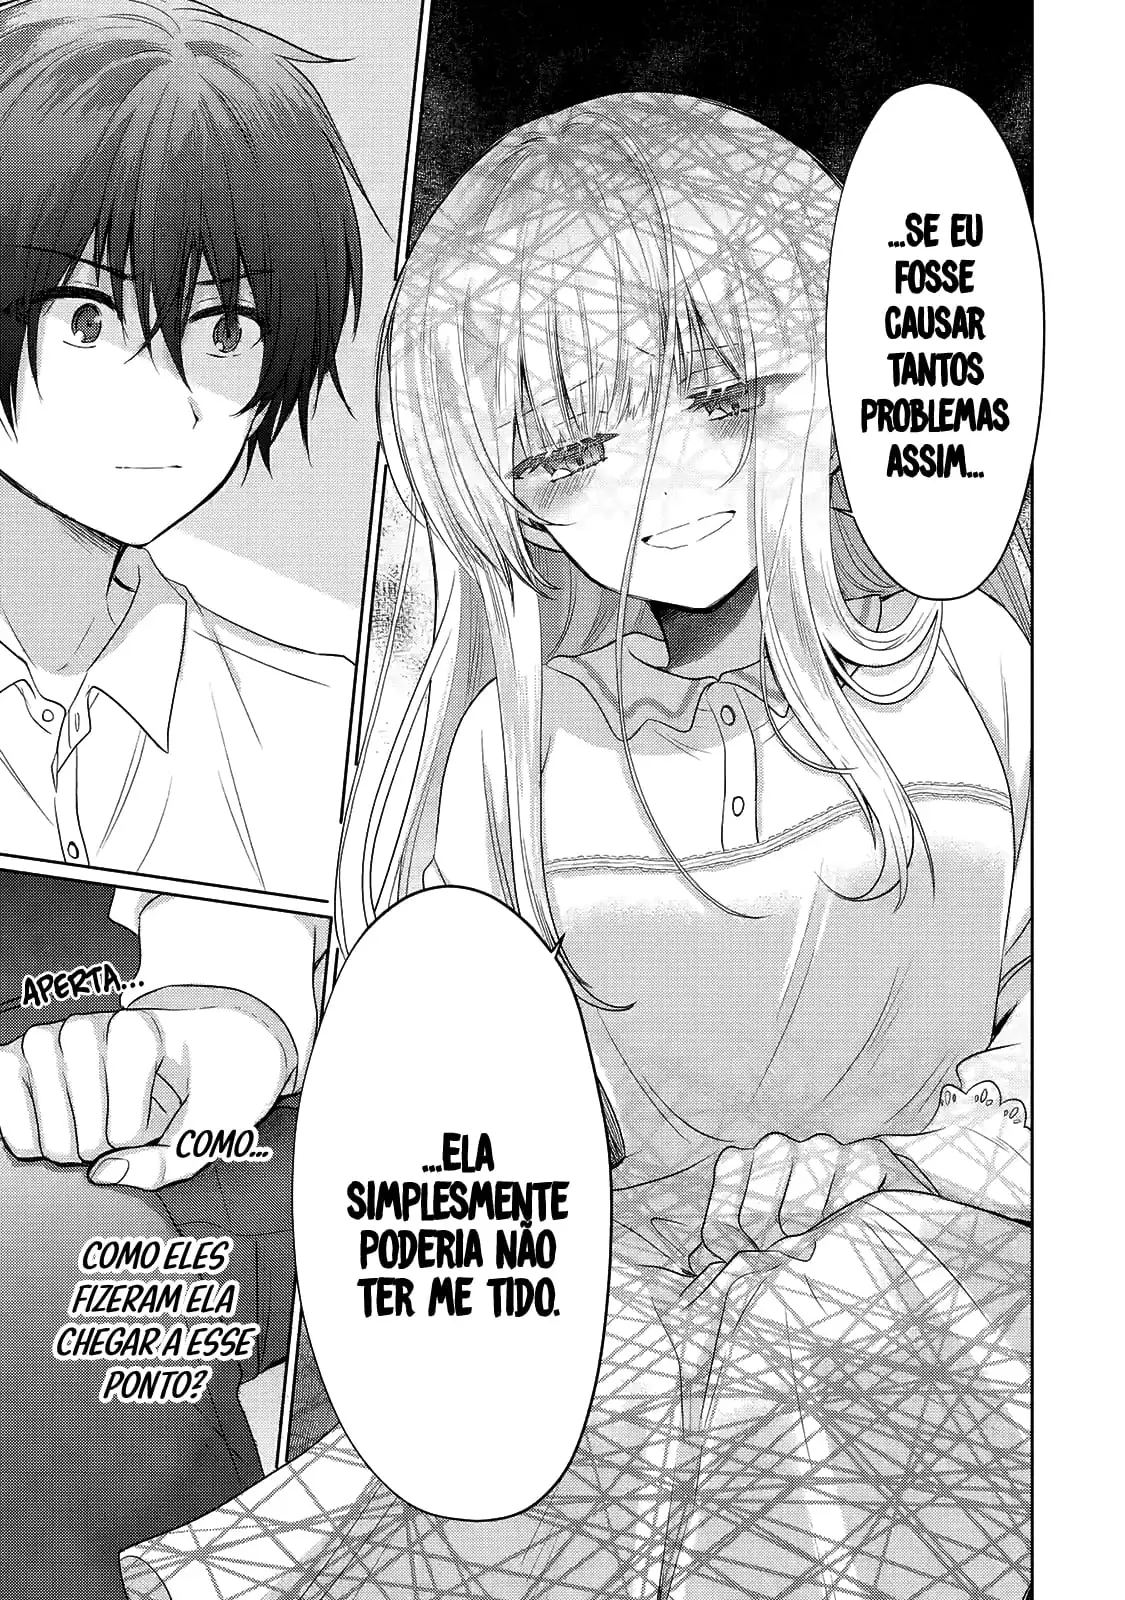 ...SE EU
FOSSE
CAUSAR
TANTOS
PROBLEMAS
ASSIM...
...ELA
SIMPLESMENTE
PODERIA NÃO
TER ME TIDO.
APERTA...
COMO...
COMO ELES
FIZERAM ELA
CHEGAR A ESSE
PONTO?